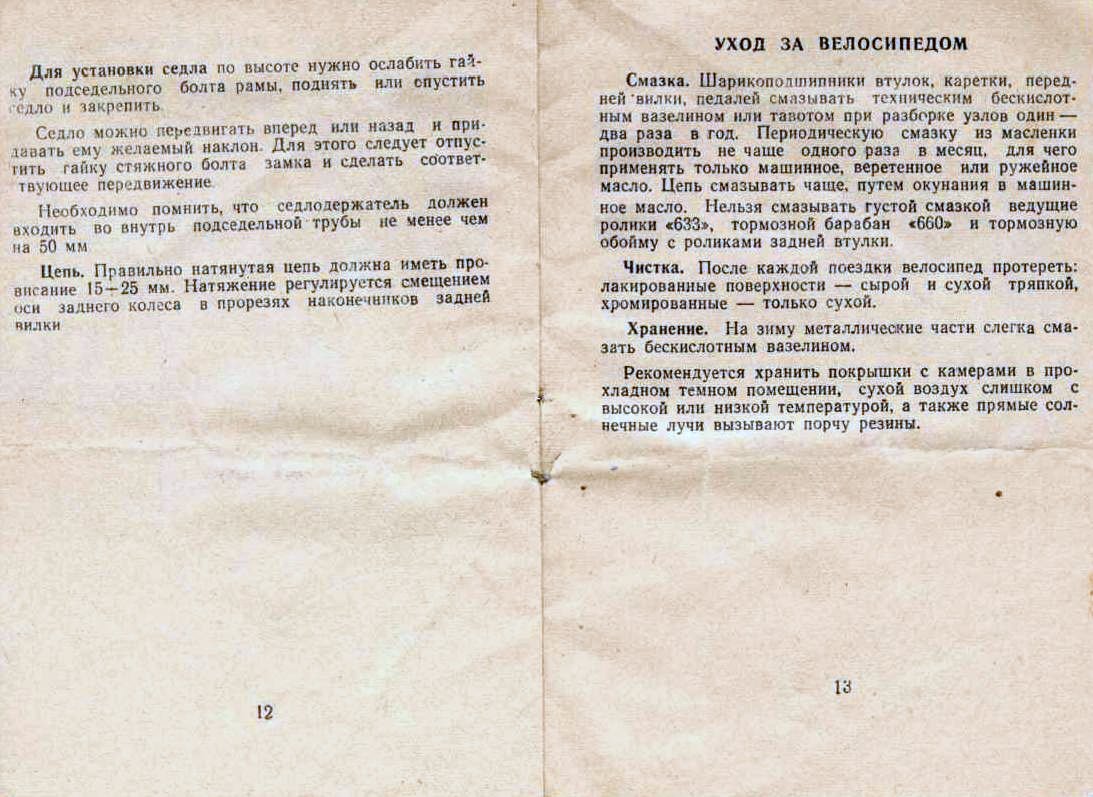 Для установки седла по высоте нужно ослабить гай-
ку подседельного болта рамы, поднять или спустить
седло и закрепить.
Седло можно передвигать вперед или назад и при-
давать ему желаемый наклон. Для этого следует отпус-
тить гайку стяжного болта замка и сделать соответ-
твующее передвижение.
Необходимо помнить, что седлодержатель должен
входить во внутрь подседельной трубы не менее чем
на 50 мм
Цепь. Правильно натянутая цепь должна иметь про-
висание 15—25 мм. Натяжение регулируется смещением
оси заднего колеса в прорезях наконечников задней
вилки
12
УХОД ЗА ВЕЛОСИПЕДОМ
Смазка. Шарикоподшипники втулок, каретки, перед-
ней вилки, педалей смазывать техническим бескислот-
ным вазелином или тавотом при разборке узлов один —
два раза в год. Периодическую смазку из масленки
производить не чаще одного раза в месяц, для чего
применять только машинное, веретенное или ружейное
масло. Цепь смазывать чаще, путем окунания в машин-
ное масло. Нельзя смазывать густой смазкой ведущие
ролики «633», тормозной барабан «660» и тормозную
обойму с роликами задней втулки.
Чистка. После каждой поездки велосипед протереть:
лакированные поверхности — сырой и сухой тряпкой,
хромированные — только сухой.
Хранение. На зиму металлические части слегка сма-
зать бескислотным вазелином.
Рекомендуется хранить покрышки с камерами в про-
хладном темном помещении, сухой воздух слишком с
высокой или низкой температурой, а также прямые сол-
нечные лучи вызывают порчу резины.
13